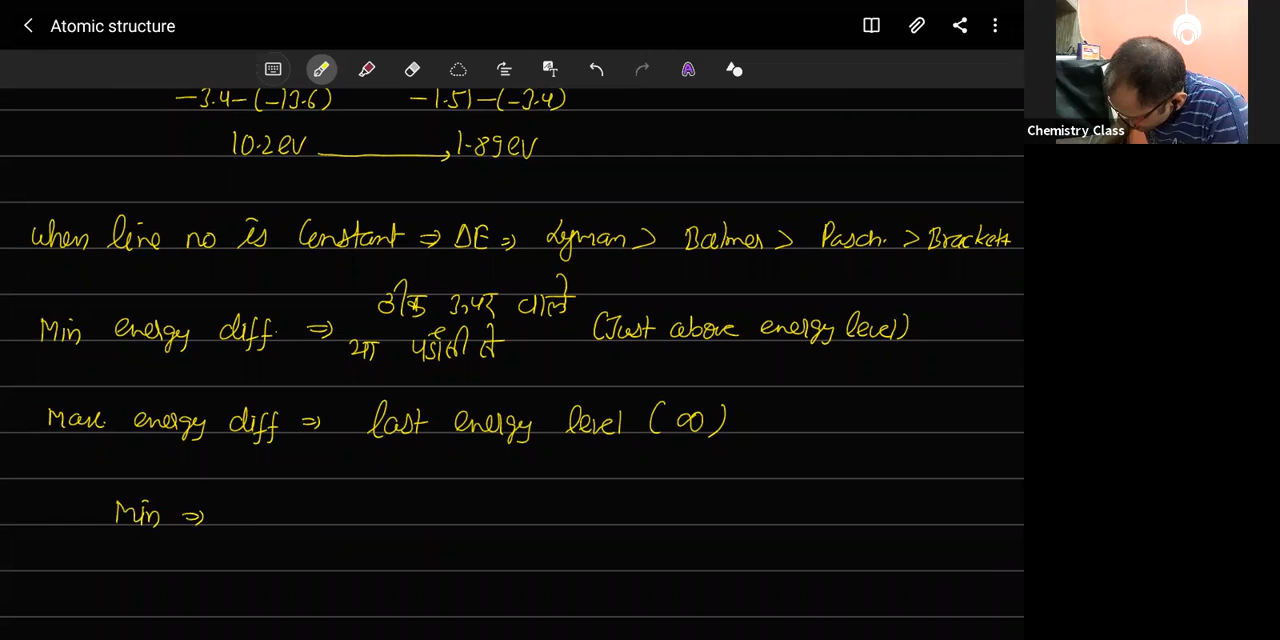 Atomic structure
-3.4-(-13.6) -1.51-(-3.4)
10.2ev → 1.89ev
Chemistry Class
When line no is Constant ⇒ ΔE ⇒ Lyman > Balmer > Pasch. > Brackett
ठीक ऊपर वाले
Min energy diff. ⇒ (Just above energy level)
या पड़ोसी से
Max. energy diff ⇒ last energy level (∞)
Min ⇒